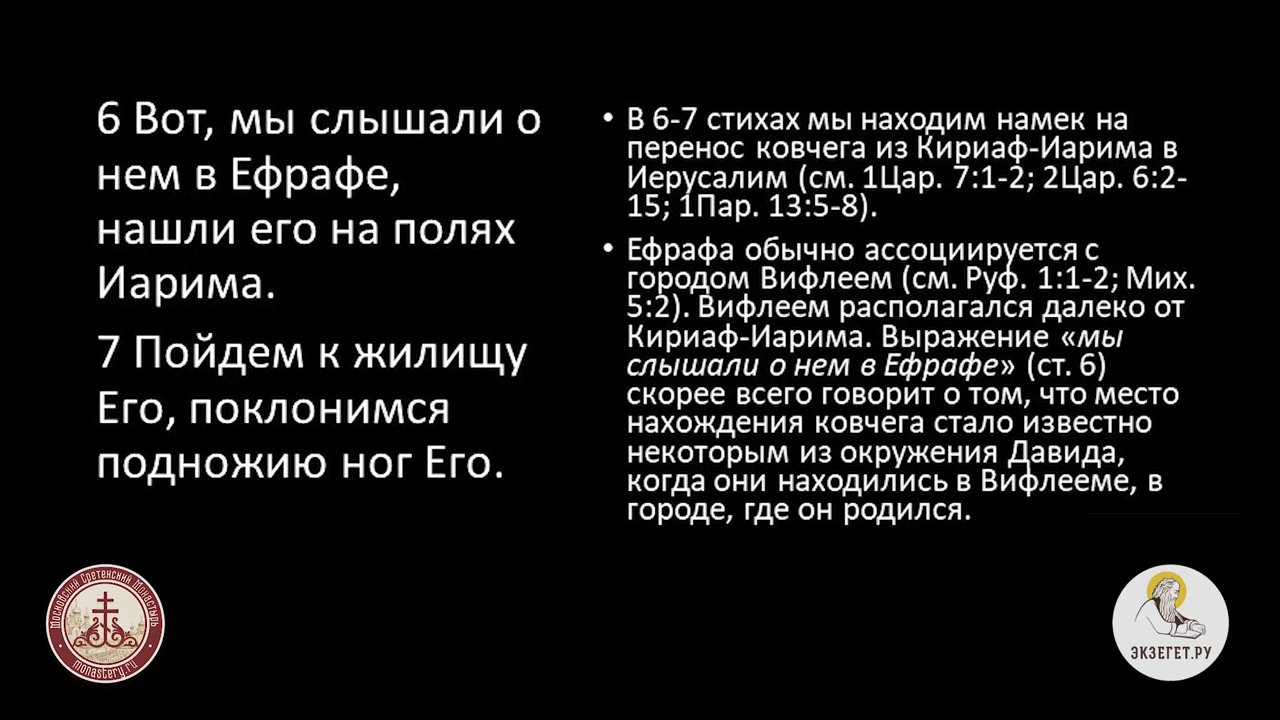 6 Вот, мы слышали о
нем в Ефрафе,
нашли его на полях
Иарима.
7 Пойдем к жилищу
Его, поклонимся
подножию ног Его.
• В 6-7 стихах мы находим намек на
перенос ковчега из Кириаф-Иарима в
Иерусалим (см. 1Цар. 7:1-2; 2Цар. 6:2-
15; 1Пар. 13:5-8).
• Ефрафа обычно ассоциируется с
городом Вифлеем (см. Руф. 1:1-2; Мих.
5:2). Вифлеем располагался далеко от
Кириаф-Иарима. Выражение «мы
слышали о нем в Ефрафе» (ст. 6)
скорее всего говорит о том, что место
нахождения ковчега стало известно
некоторым из окружения Давида,
когда они находились в Вифлееме, в
городе, где он родился.
Московский Сретенский Монастырь
monastery.ru
ЭКЗЕГЕТ.РУ